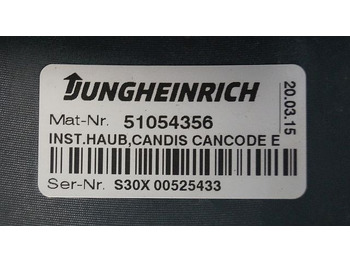 JUNGHEINRICH
Mat-Nr. 51054356
INST.HAUB,CANDIS CANCODE E
Ser-Nr. S30X 00525433
20.03.15